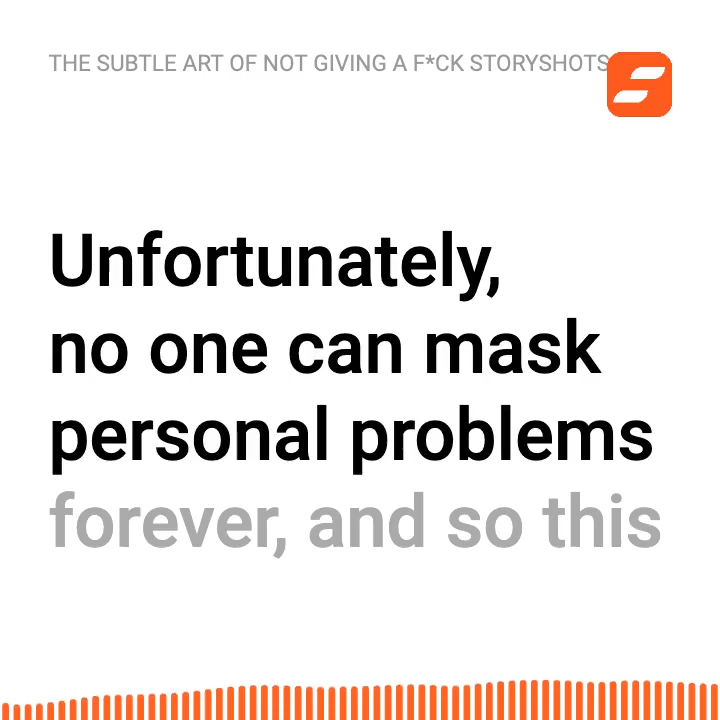 THE SUBTLE ART OF NOT GIVING A F*CK STORYSHOTS
Unfortunately,
no one can mask
personal problems
forever, and so this